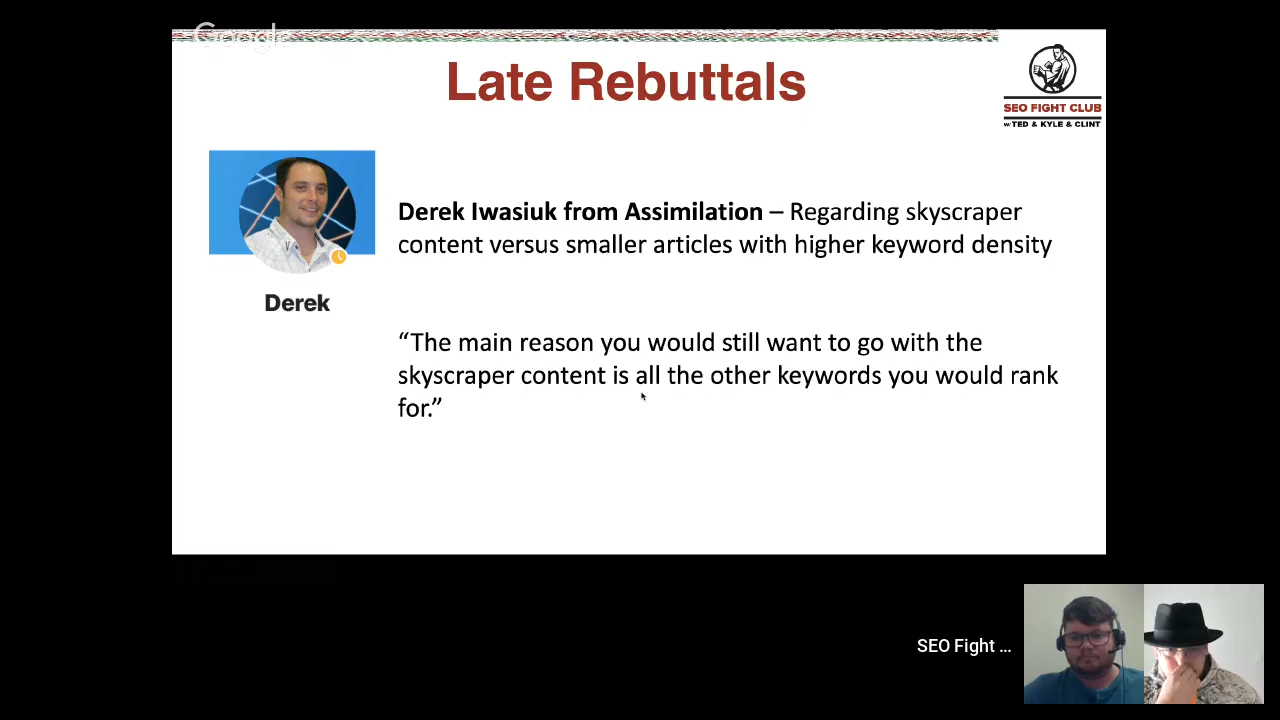 Google
Late Rebuttals
SEO FIGHT CLUB
w/ TED & KYLE & CLINT
Derek Iwasiuk from Assimilation – Regarding skyscraper
content versus smaller articles with higher keyword density
Derek
“The main reason you would still want to go with the
skyscraper content is all the other keywords you would rank
for.”
SEO Fight ...